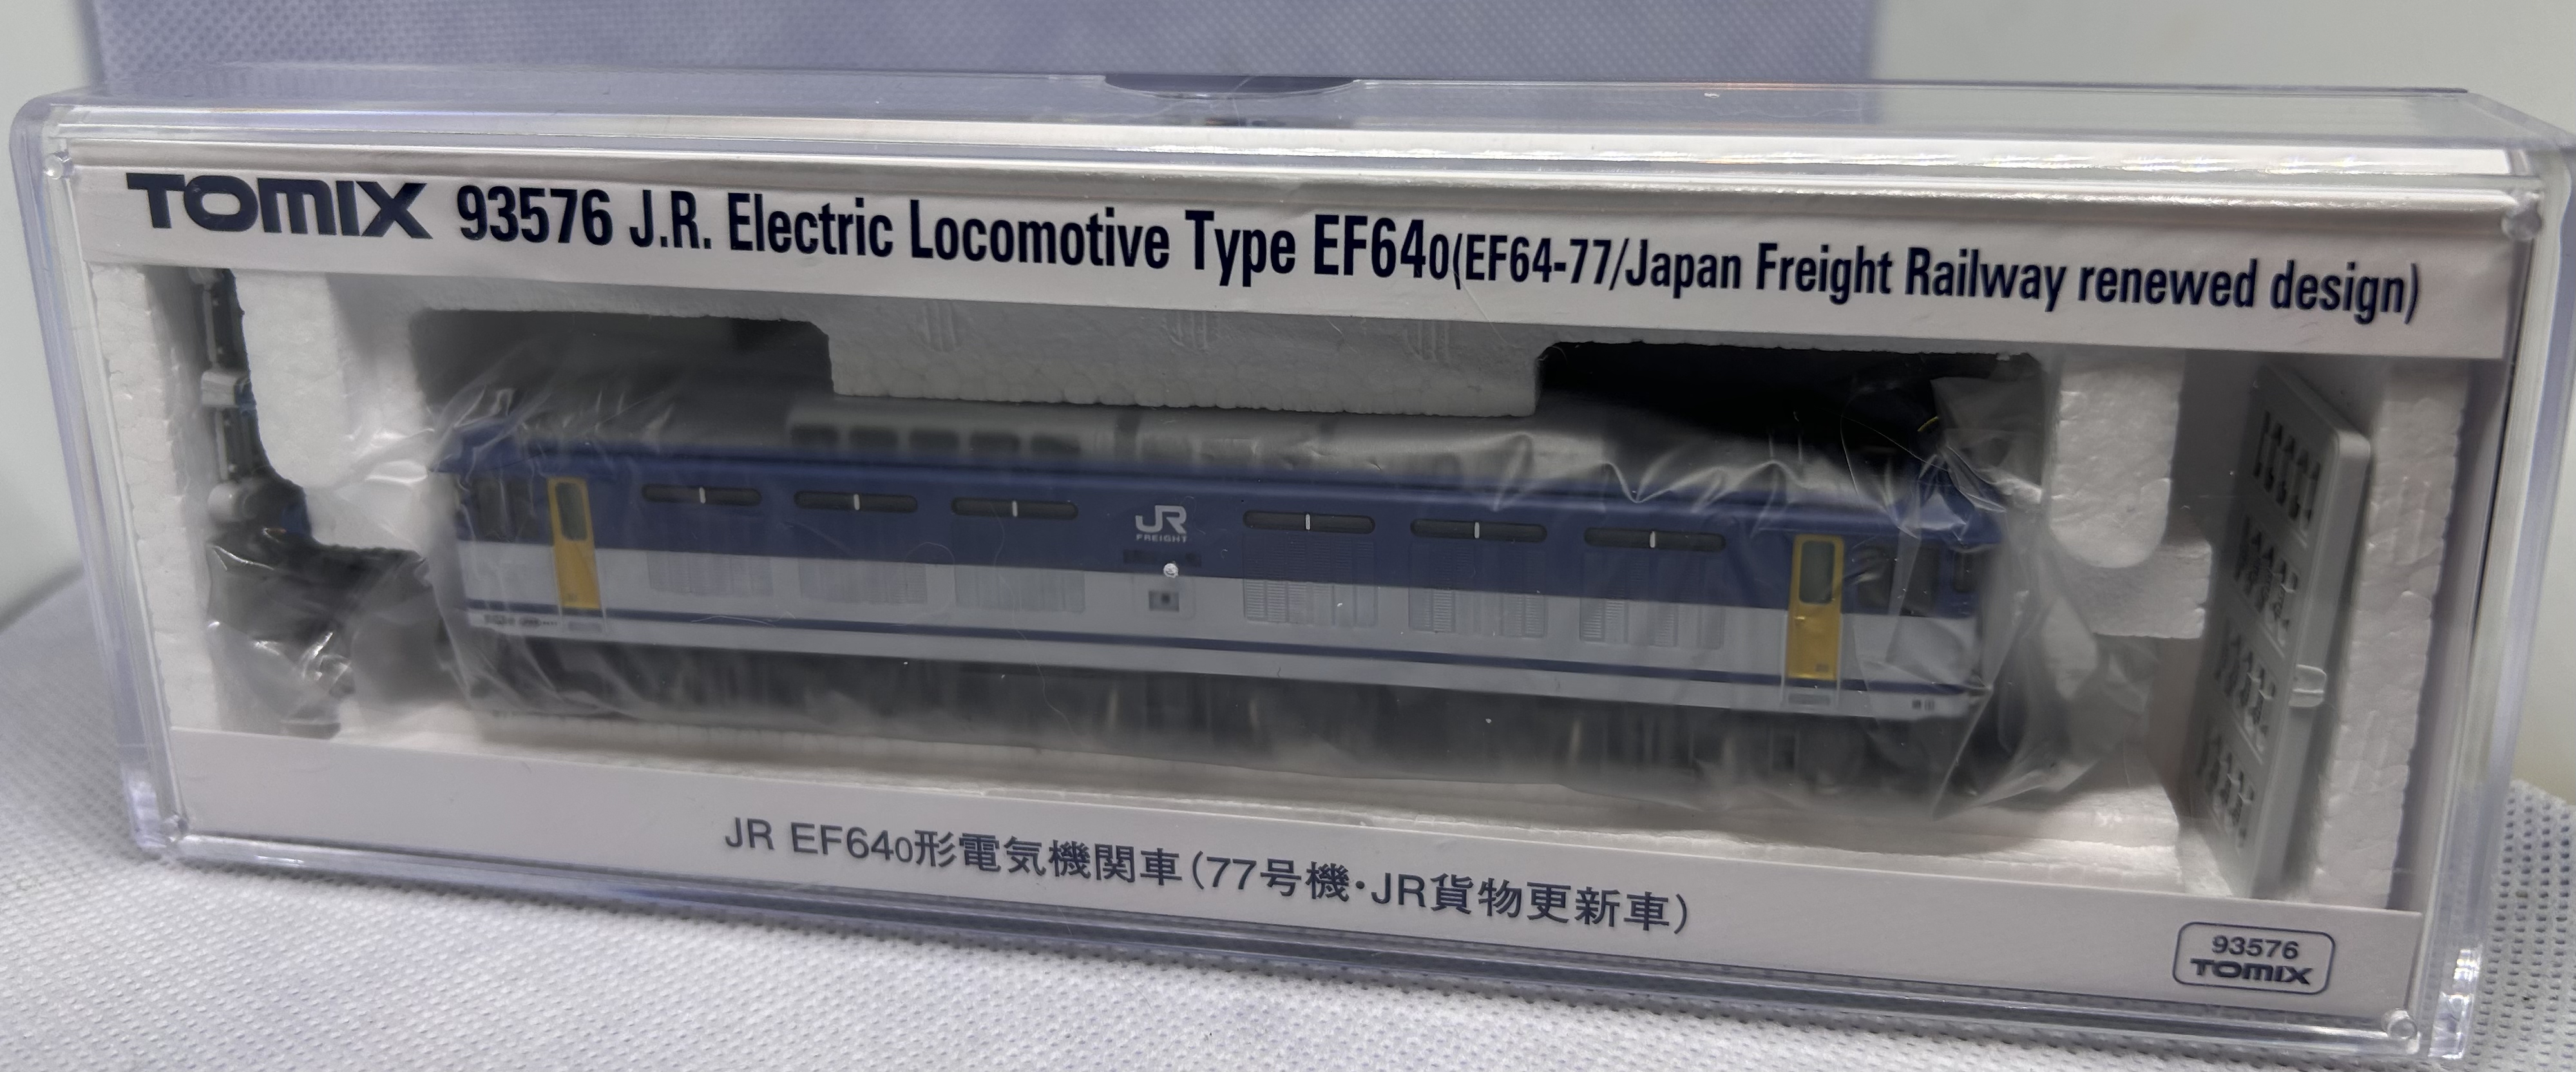 TOMIX 93576 J.R. Electric Locomotive Type EF640(EF64-77/Japan Freight Railway renewed design)
JR
FREIGHT
JR EF640形電気機関車(77号機・JR貨物更新車)
93576
TOMIX